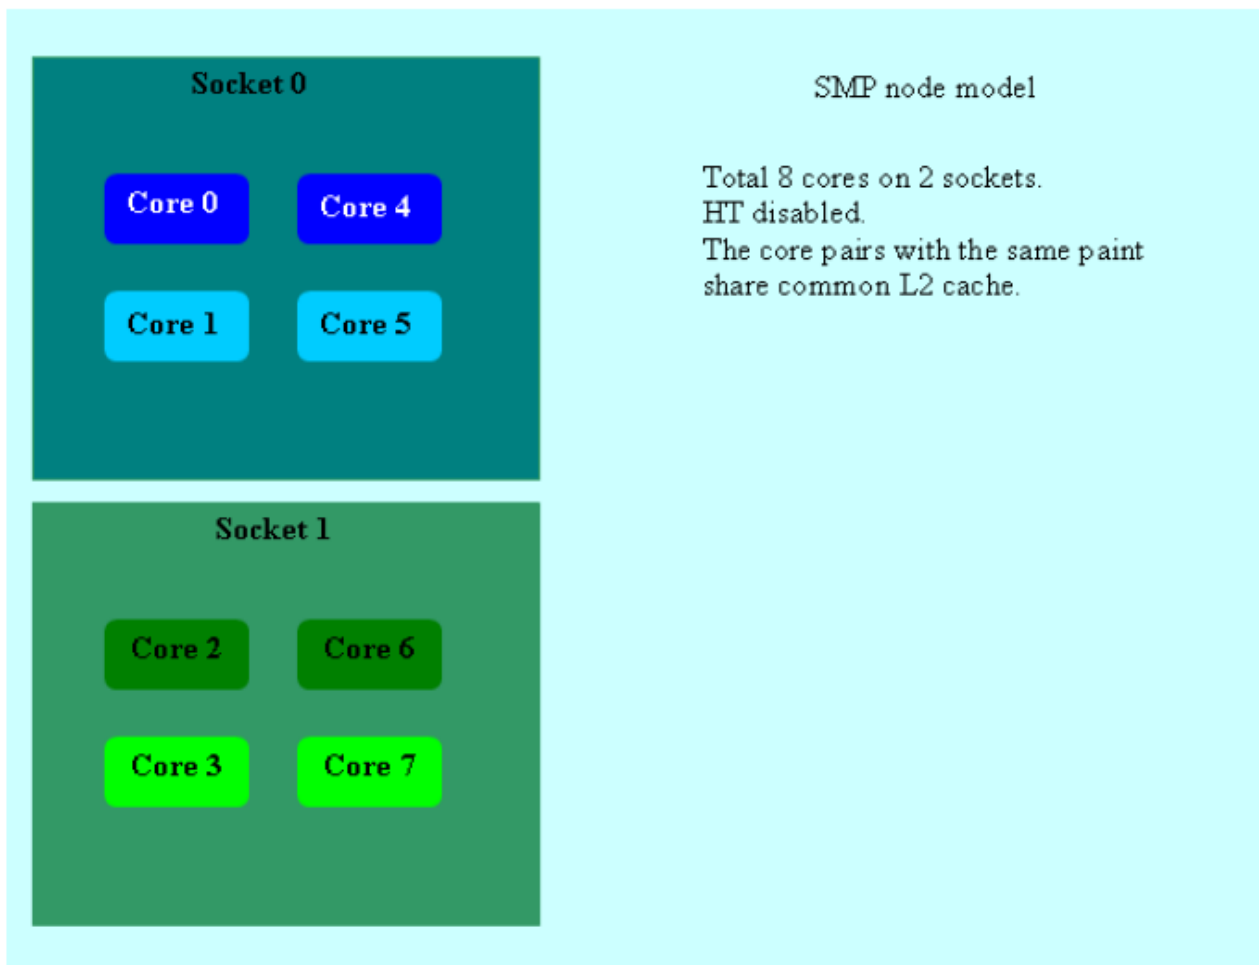 Socket 0
SMP node model
Core 0
Core 4
Core 1
Core 5
Total 8 cores on 2 sockets.
HT disabled.
The core pairs with the same paint
share common L2 cache.
Socket 1
Core 2
Core 6
Core 3
Core 7